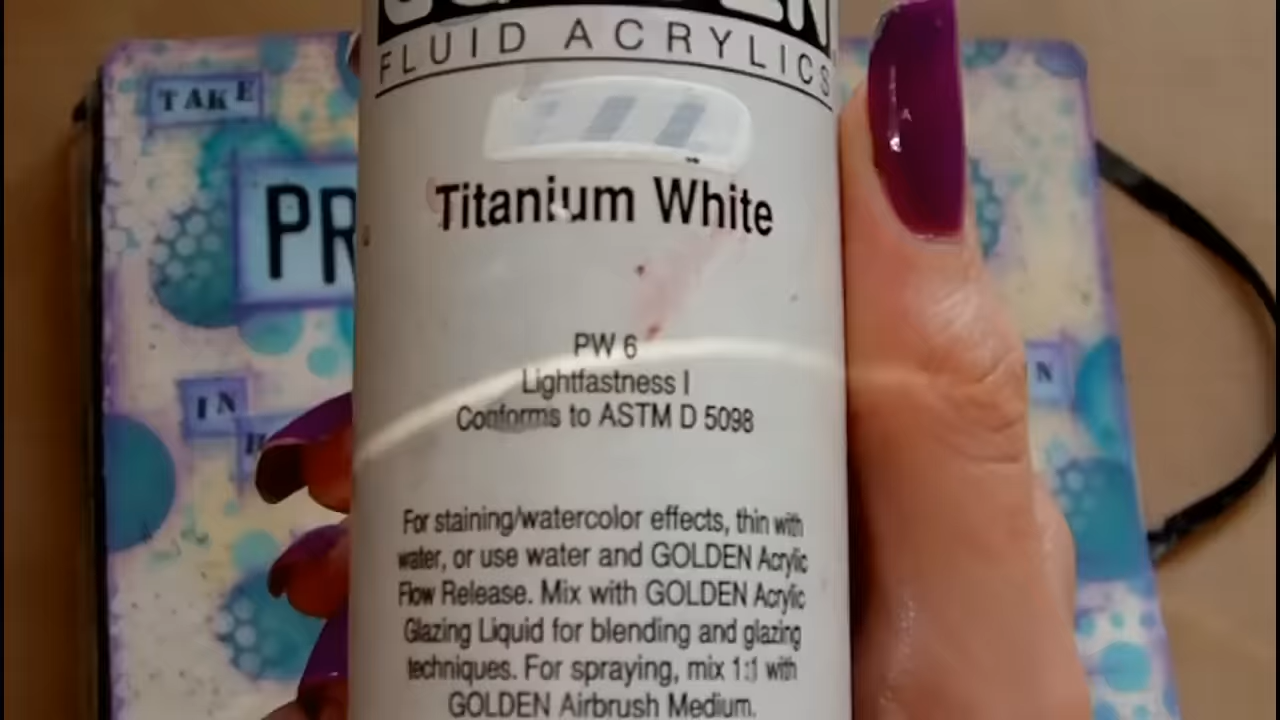 FLUID ACRYLICS
Titanium White
PW 6
Lightfastness I
Conforms to ASTM D 5098
For staining/watercolor effects, thin with
water, or use water and GOLDEN Acrylic
Flow Release. Mix with GOLDEN Acrylic
Glazing Liquid for blending and glazing
techniques. For spraying, mix 1:1 with
GOLDEN Airbrush Medium.
TAKE
IN